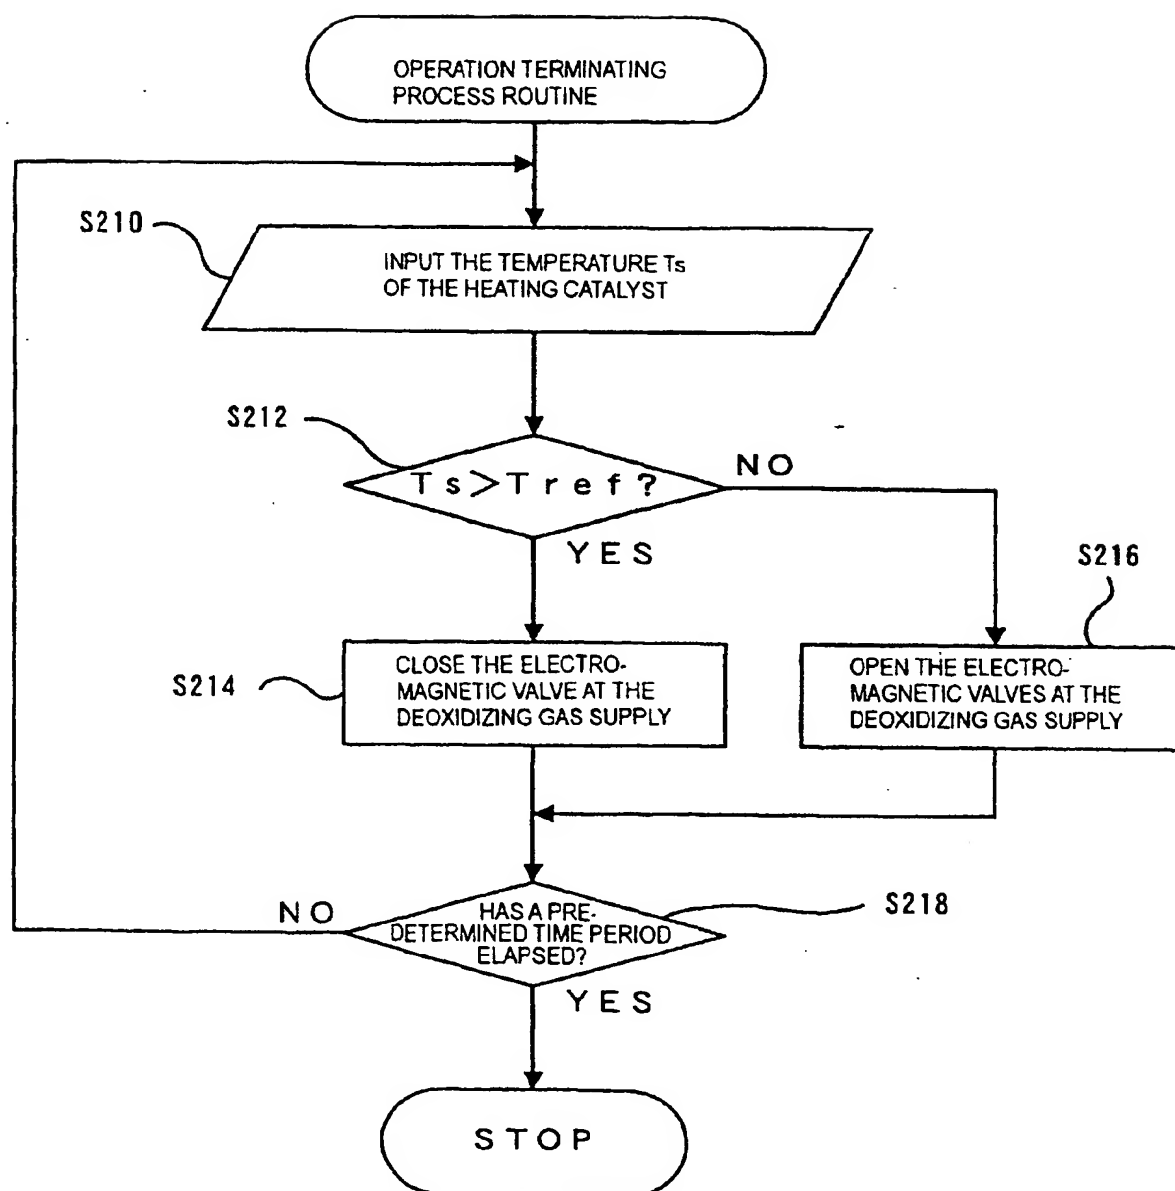 OPERATION TERMINATING
PROCESS ROUTINE
S210
INPUT THE TEMPERATURE Ts
OF THE HEATING CATALYST
S212
Ts>Tref?
NO
YES
S216
S214
CLOSE THE ELECTRO-
MAGNETIC VALVE AT THE
DEOXIDIZING GAS SUPPLY
OPEN THE ELECTRO-
MAGNETIC VALVES AT THE
DEOXIDIZING GAS SUPPLY
NO
HAS A PRE-
DETERMINED TIME PERIOD
ELAPSED?
S218
YES
STOP